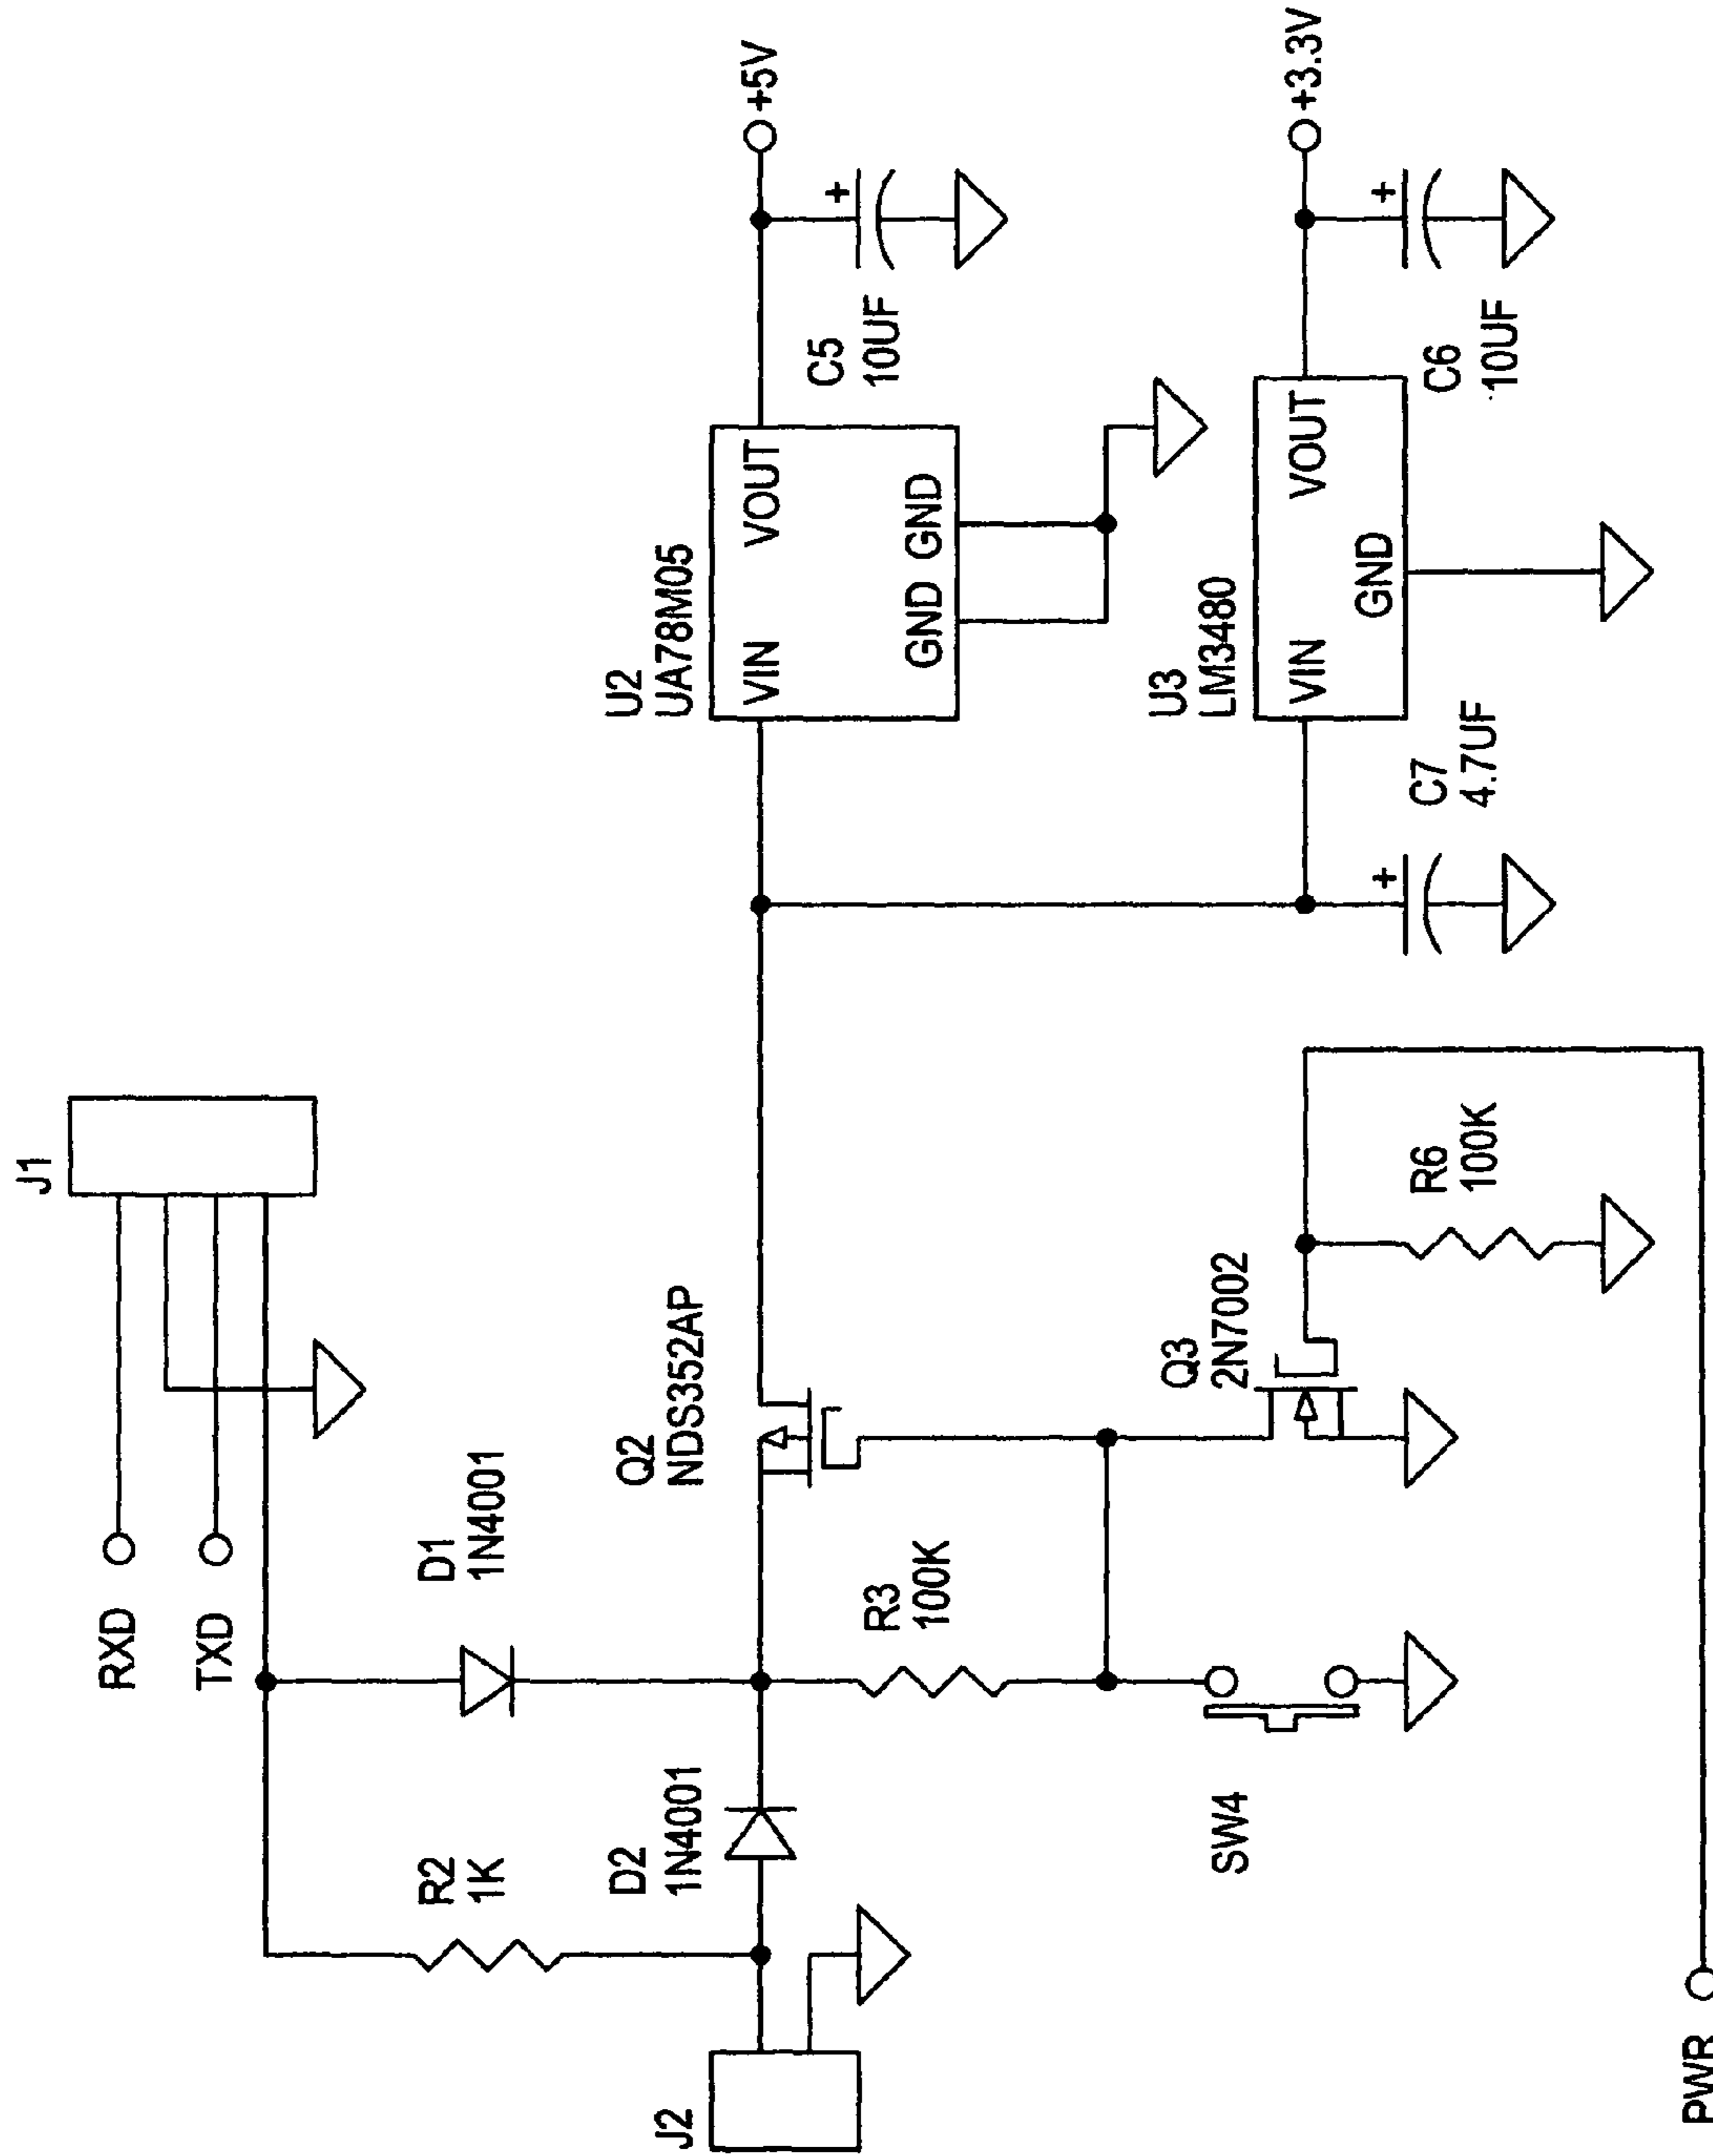 J1
RXD
TXD
R2
1K
D1
1N4001
D2
1N4001
J2
Q2
NDS352AP
U2
UA78M05
VIN
VOUT
GND GND
+5V
C5
10UF
R3
100K
SW4
Q3
2N7002
R6
100K
U3
LM3480
VIN
VOUT
GND
+3.3V
C7
4.7UF
C6
10UF
PWR